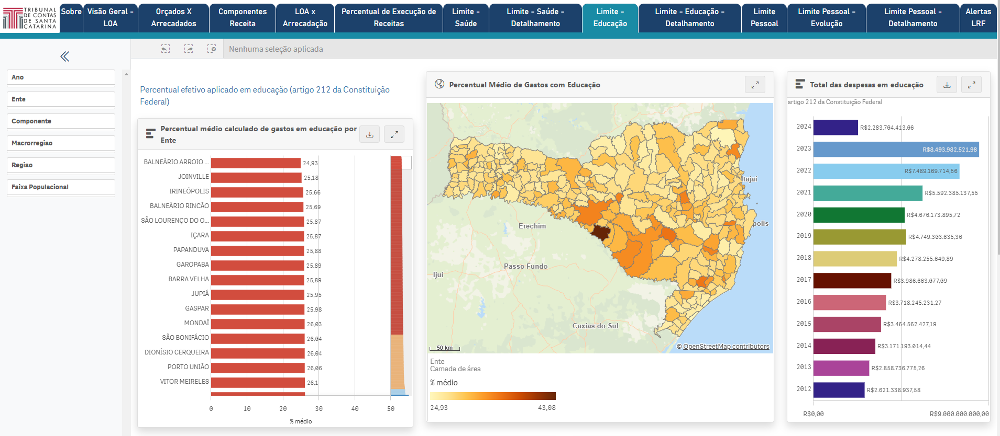 TRIBUNAL
DE CONTAS
DE SANTA
CATARINA
Sobre
Visão Geral -
LOA
Orçados X
Arrecadados
Componentes
Receita
LOA x
Arrecadação
Percentual de Execução de
Receitas
Limite -
Saúde
Limite - Saúde -
Detalhamento
Limite -
Educação
Limite - Educação -
Detalhamento
Limite
Pessoal
Limite Pessoal -
Evolução
Limite Pessoal -
Detalhamento
Alertas
LRF
Nenhuma seleção aplicada
Ano
Ente
Componente
Macrorregiao
Regiao
Faixa Populacional
Percentual efetivo aplicado em educação (artigo 212 da Constituição
Federal)
Percentual médio calculado de gastos em educação por
Ente
BALNEÁRIO ARROIO ... 24,93
JOINVILLE 25,18
IRINEÓPOLIS 25,66
BALNEÁRIO RINCÃO 25,69
SÃO LOURENÇO DO O... 25,87
IÇARA 25,87
PAPANDUVA 25,88
GAROPABA 25,89
BARRA VELHA 25,89
JUPIÁ 25,95
GASPAR 25,98
MONDAÍ 26,03
SÃO BONIFÁCIO 26,04
DIONÍSIO CERQUEIRA 26,04
PORTO UNIÃO 26,06
VITOR MEIRELES 26,1
0 10 20 30 40 50
% médio
Percentual Médio de Gastos com Educação
Itajaí
polis
Erechim
Passo Fundo
Ijuí
Caxias do Sul
50 km
© OpenStreetMap contributors
Ente
Camada de área
% médio
24,93 43,08
Total das despesas em educação
artigo 212 da Constituição Federal
2024 R$2.283.704.413,06
2023 R$8.493.982.521,98
2022 R$7.489.169.714,56
2021 R$5.592.385.137,55
2020 R$4.676.173.895,72
2019 R$4.749.303.635,36
2018 R$4.278.255.649,89
2017 R$3.986.663.077,09
2016 R$3.718.245.231,27
2015 R$3.464.562.427,19
2014 R$3.171.193.014,44
2013 R$2.858.736.775,26
2012 R$2.621.338.937,58
R$0,00 R$9.000.000.000,00